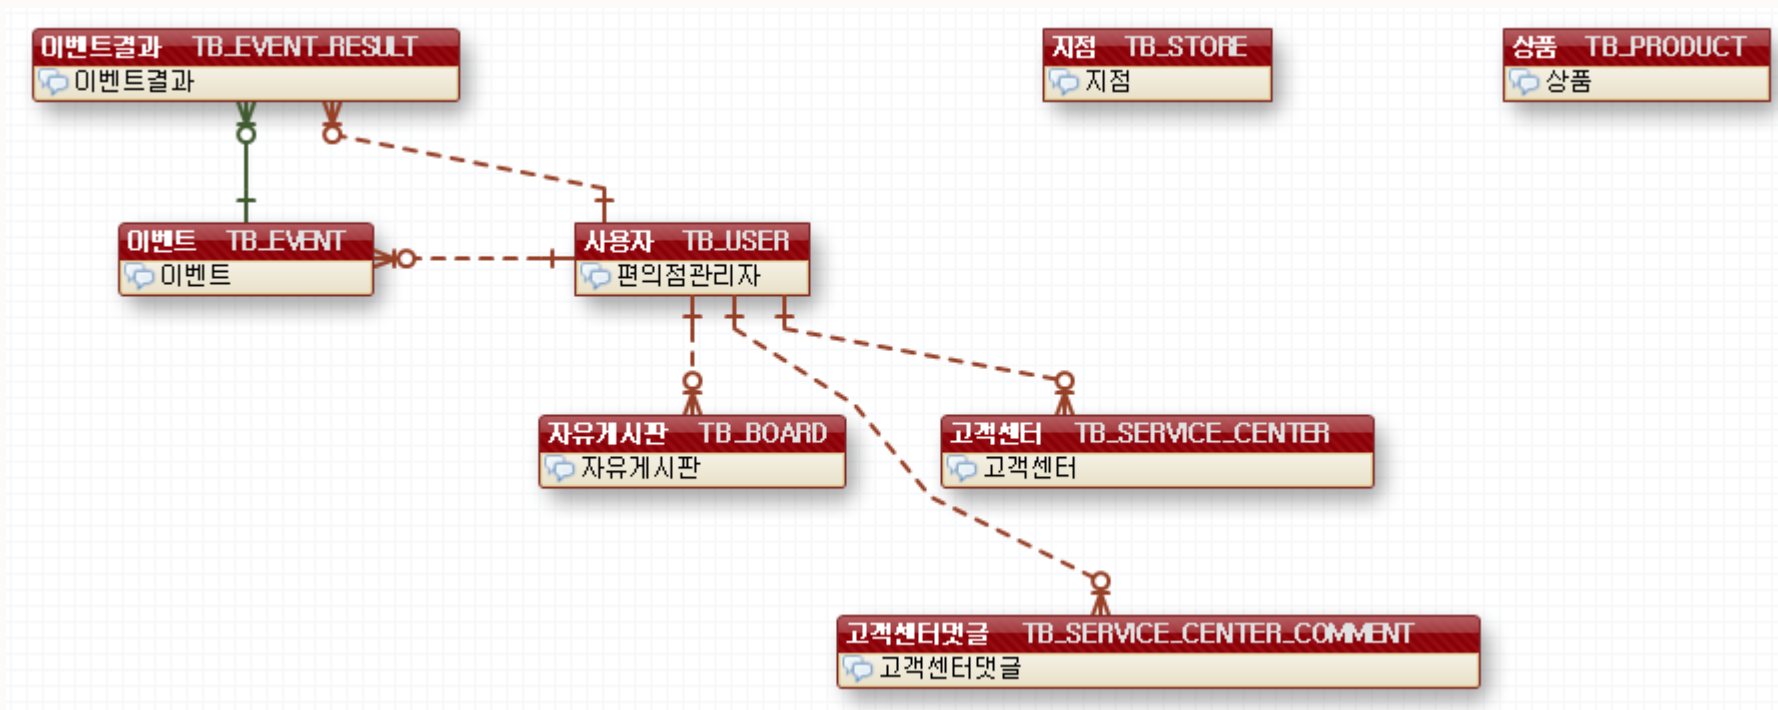 이벤트결과 TB_EVENT_RESULT
이벤트결과
지점 TB_STORE
지점
상품 TB_PRODUCT
상품
이벤트 TB_EVENT
이벤트
사용자 TB_USER
편의점관리자
자유게시판 TB_BOARD
자유게시판
고객센터 TB_SERVICE_CENTER
고객센터
고객센터댓글 TB_SERVICE_CENTER_COMMENT
고객센터댓글